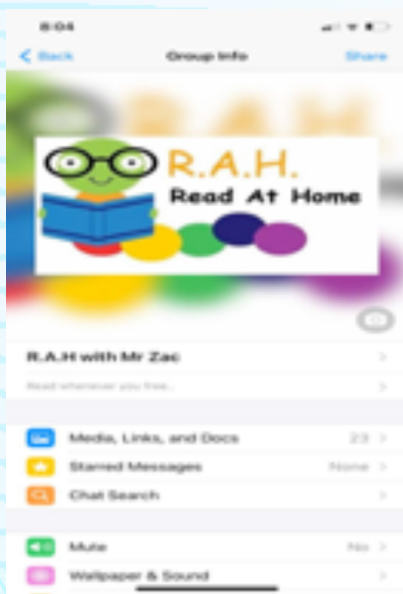 8:04
Back Group Info Share
R.A.H.
Read At Home
R.A.H with Mr Zac
Read whenever you free..
Media, Links, and Docs 23
Starred Messages None
Chat Search
Mute No
Wallpaper & Sound